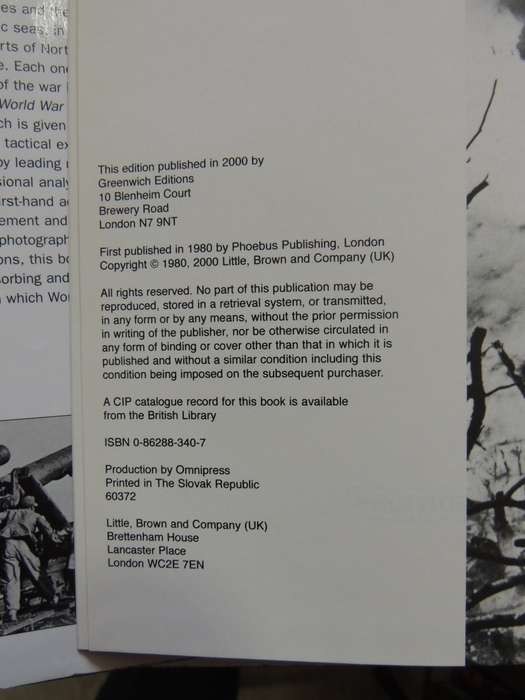 es and the
c seas, in
rts of Nort
e. Each one
of the war
World War
ch is given
tactical ex
by leading
sional analy
rst-hand a
ement and
photograph
ons, this bo
orbing and
which Wor
This edition published in 2000 by
Greenwich Editions
10 Blenheim Court
Brewery Road
London N7 9NT
First published in 1980 by Phoebus Publishing, London
Copyright © 1980, 2000 Little, Brown and Company (UK)
All rights reserved. No part of this publication may be
reproduced, stored in a retrieval system, or transmitted,
in any form or by any means, without the prior permission
in writing of the publisher, nor be otherwise circulated in
any form of binding or cover other than that in which it is
published and without a similar condition including this
condition being imposed on the subsequent purchaser.
A CIP catalogue record for this book is available
from the British Library
ISBN 0-86288-340-7
Production by Omnipress
Printed in The Slovak Republic
60372
Little, Brown and Company (UK)
Brettenham House
Lancaster Place
London WC2E 7EN